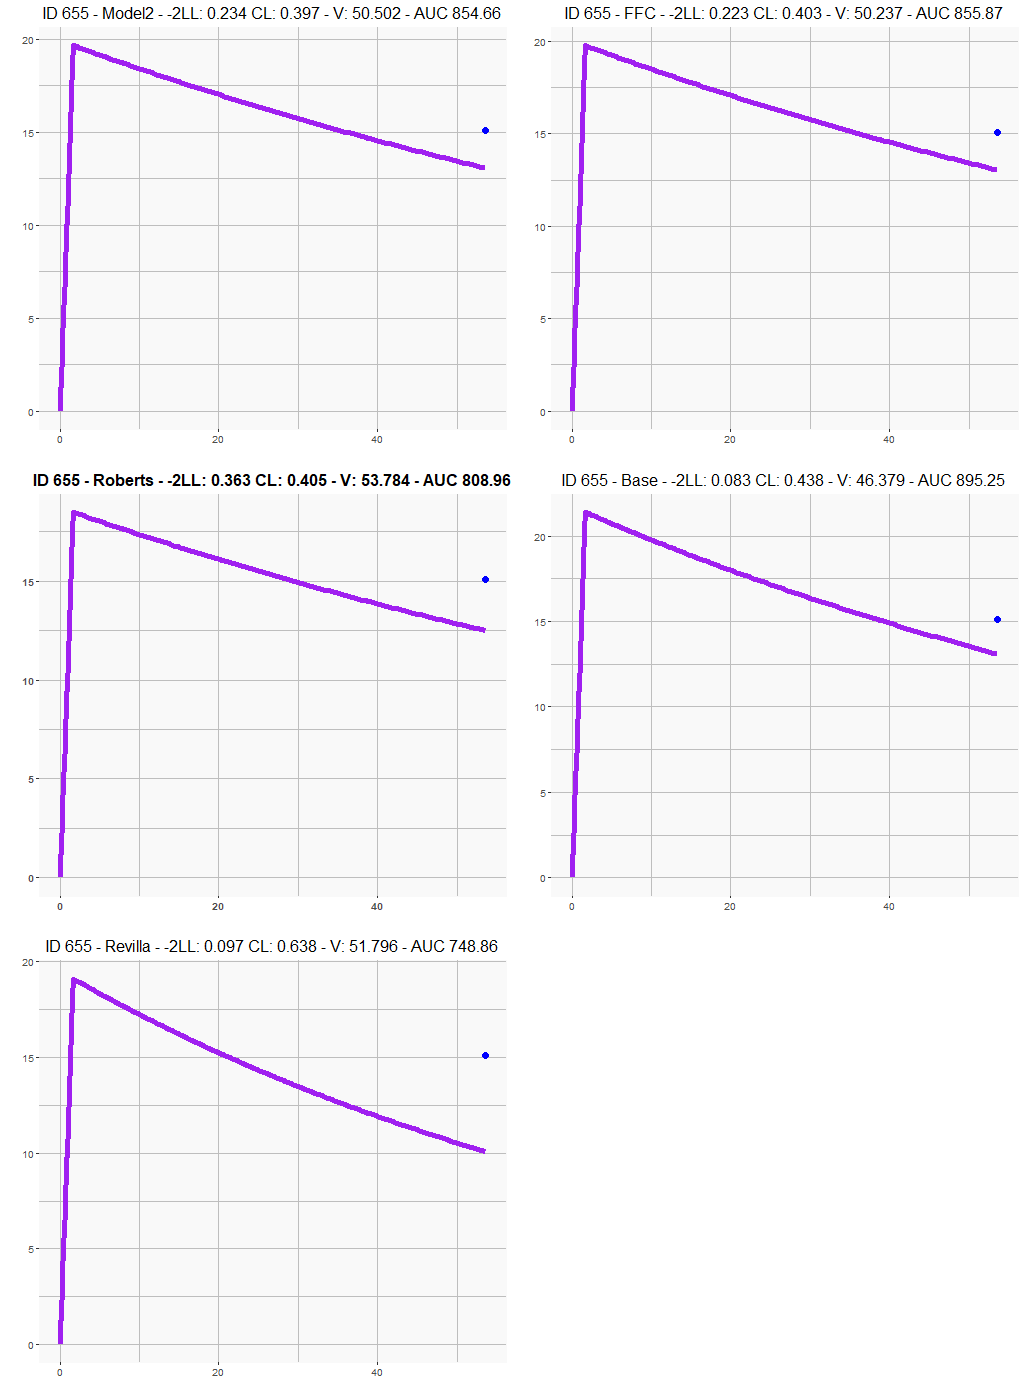 ID 655 - Model2 - -2LL: 0.234 CL: 0.397 - V: 50.502 - AUC 854.66
20
15
10
5
0
0 20 40
ID 655 - FFC - -2LL: 0.223 CL: 0.403 - V: 50.237 - AUC 855.87
20
15
10
5
0
0 20 40
ID 655 - Roberts - -2LL: 0.363 CL: 0.405 - V: 53.784 - AUC 808.96
15
10
5
0
0 20 40
ID 655 - Base - -2LL: 0.083 CL: 0.438 - V: 46.379 - AUC 895.25
20
15
10
5
0
0 20 40
ID 655 - Revilla - -2LL: 0.097 CL: 0.638 - V: 51.796 - AUC 748.86
20
15
10
5
0
0 20 40